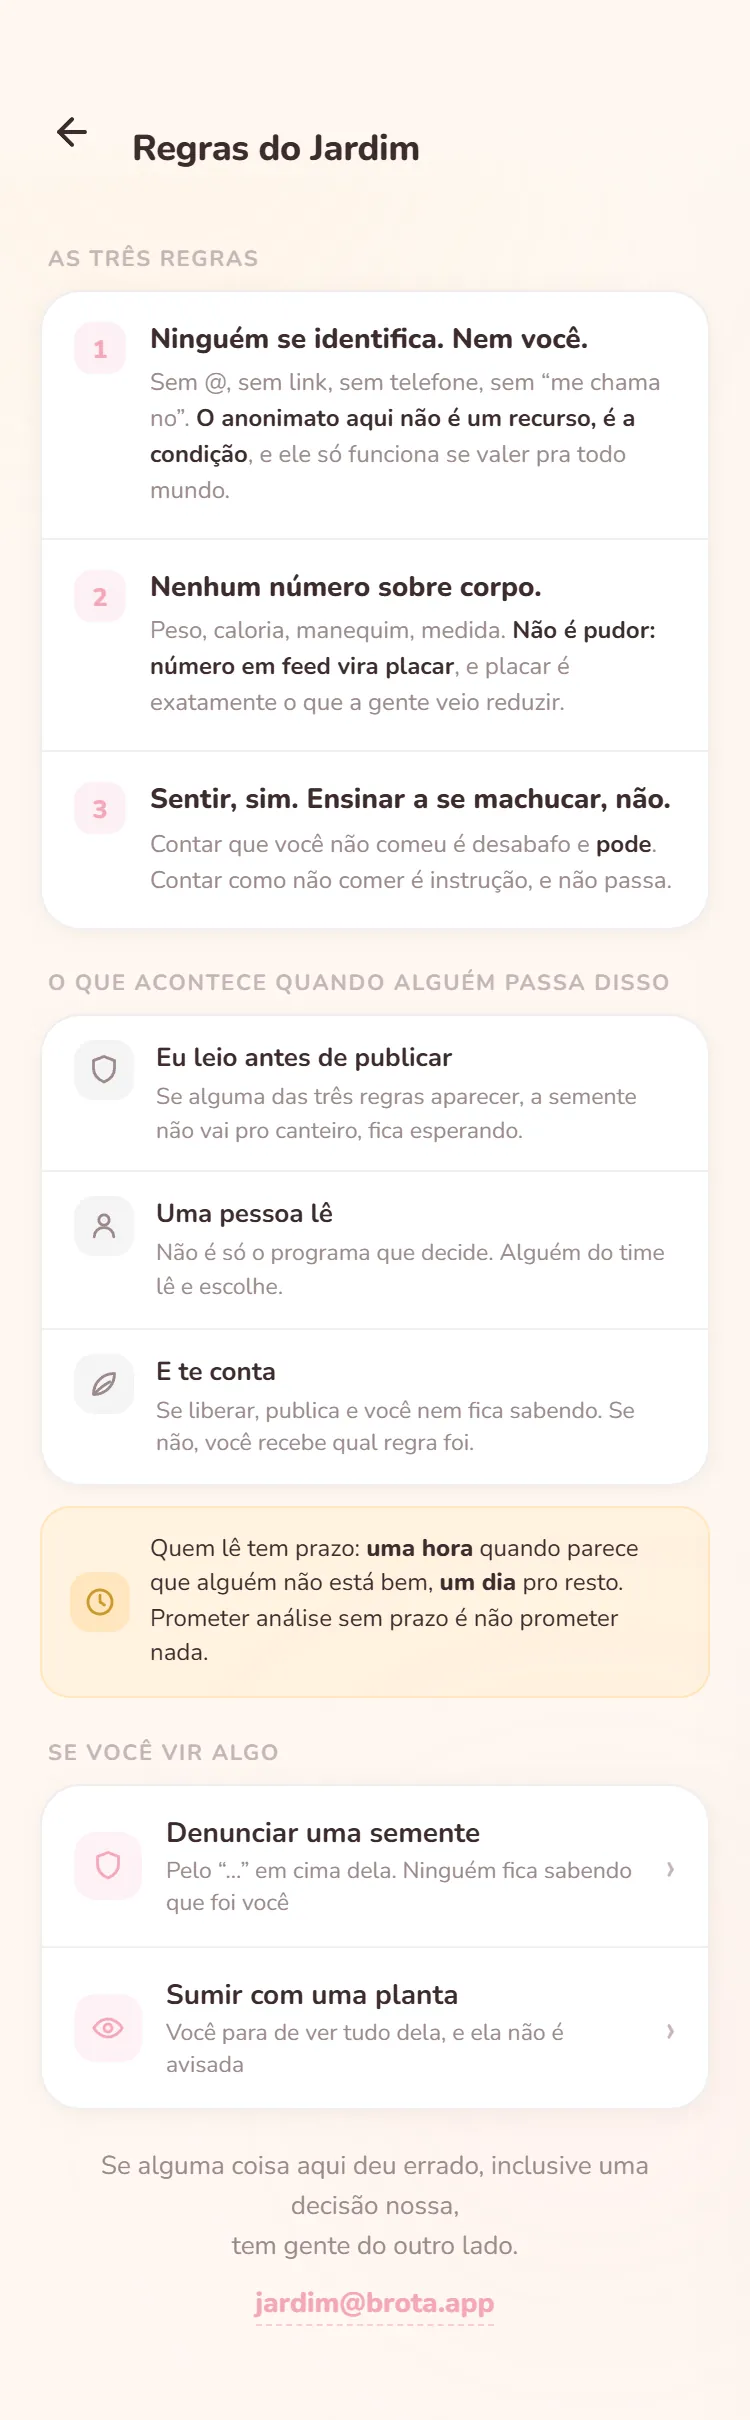 Regras do Jardim
AS TRÊS REGRAS
1
Ninguém se identifica. Nem você.
Sem @, sem link, sem telefone, sem “me chama
no”. O anonimato aqui não é um recurso, é a
condição, e ele só funciona se valer pra todo
mundo.
2
Nenhum número sobre corpo.
Peso, caloria, manequim, medida. Não é pudor:
número em feed vira placar, e placar é
exatamente o que a gente veio reduzir.
3
Sentir, sim. Ensinar a se machucar, não.
Contar que você não comeu é desabafo e pode.
Contar como não comer é instrução, e não passa.
O QUE ACONTECE QUANDO ALGUÉM PASSA DISSO
Eu leio antes de publicar
Se alguma das três regras aparecer, a semente
não vai pro canteiro, fica esperando.
Uma pessoa lê
Não é só o programa que decide. Alguém do time
lê e escolhe.
E te conta
Se liberar, publica e você nem fica sabendo. Se
não, você recebe qual regra foi.
Quem lê tem prazo: uma hora quando parece
que alguém não está bem, um dia pro resto.
Prometer análise sem prazo é não prometer
nada.
SE VOCÊ VIR ALGO
Denunciar uma semente
Pelo “…” em cima dela. Ninguém fica sabendo
que foi você
Sumir com uma planta
Você para de ver tudo dela, e ela não é
avisada
Se alguma coisa aqui deu errado, inclusive uma
decisão nossa,
tem gente do outro lado.
jardim@brota.app